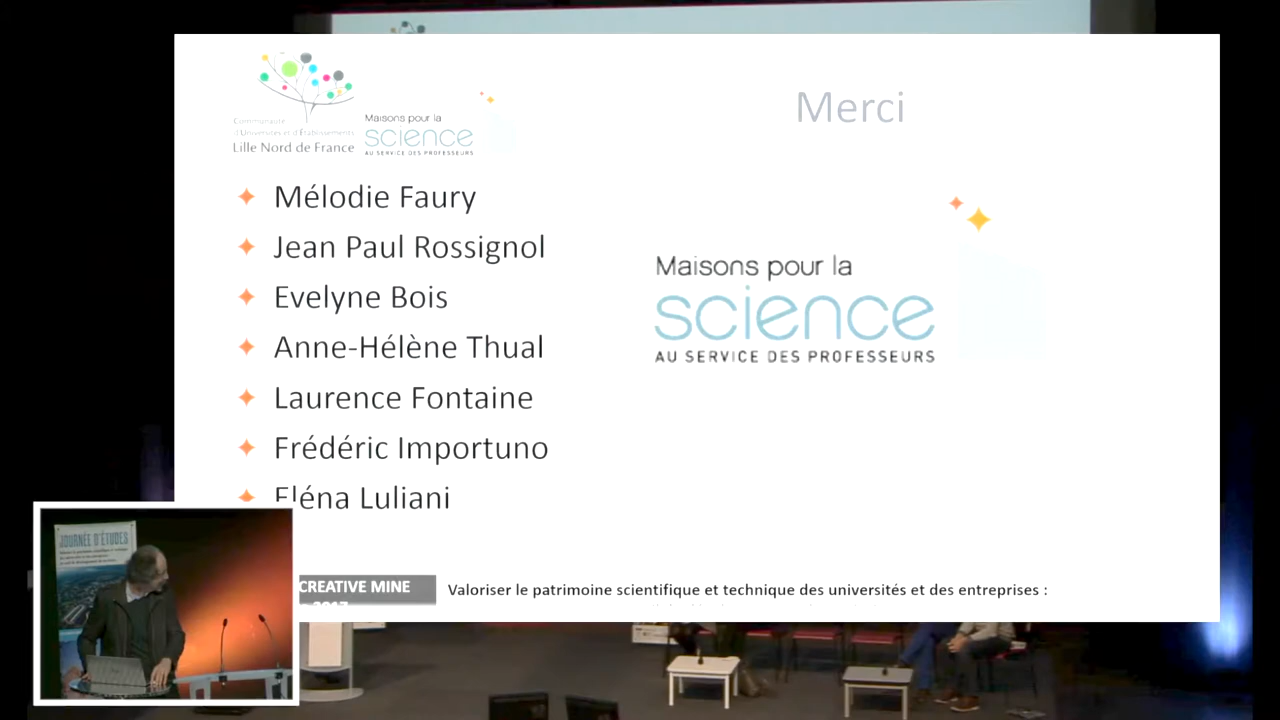 Merci
Communauté
d'Universités et d'Établissements
Lille Nord de France
Maisons pour la
science
AU SERVICE DES PROFESSEURS
Mélodie Faury
Jean Paul Rossignol
Evelyne Bois
Anne-Hélène Thual
Laurence Fontaine
Frédéric Importuno
Eléna Luliani
Maisons pour la
science
AU SERVICE DES PROFESSEURS
JOURNÉE D'ÉTUDES
CREATIVE MINE
2017
Valoriser le patrimoine scientifique et technique des universités et des entreprises :